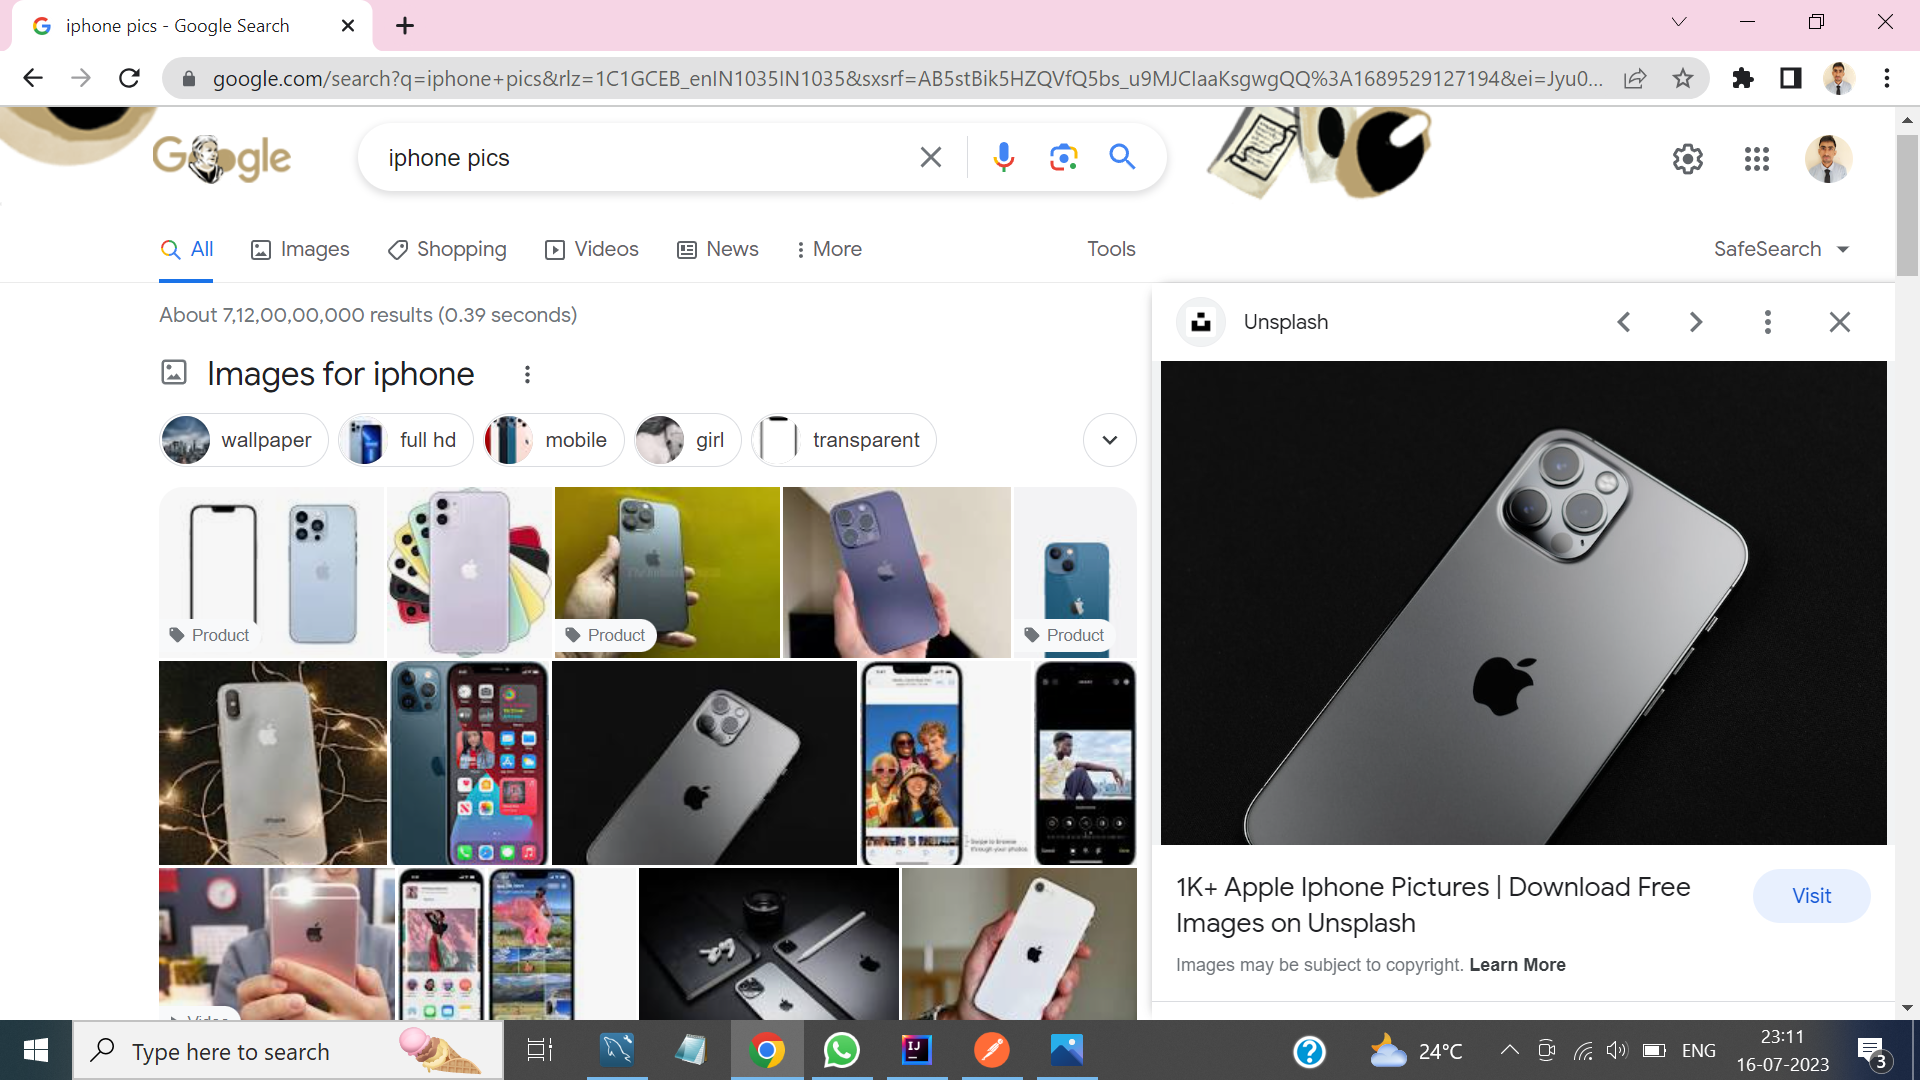 iphone pics - Google Search
google.com/search?q=iphone+pics&rlz=1C1GCEB_enIN1035IN1035&sxsrf=AB5stBik5HZQVfQ5bs_u9MJCIaaKsgwgQQ%3A1689529127194&ei=Jyu0...
Google
iphone pics
All Images Shopping Videos News More Tools SafeSearch
About 7,12,00,00,000 results (0.39 seconds)
Unsplash
Images for iphone
wallpaper full hd mobile girl transparent
Product Product Product
1K+ Apple Iphone Pictures | Download Free
Images on Unsplash
Visit
Images may be subject to copyright. Learn More
Video
Type here to search
24°C
ENG
23:11
16-07-2023
3